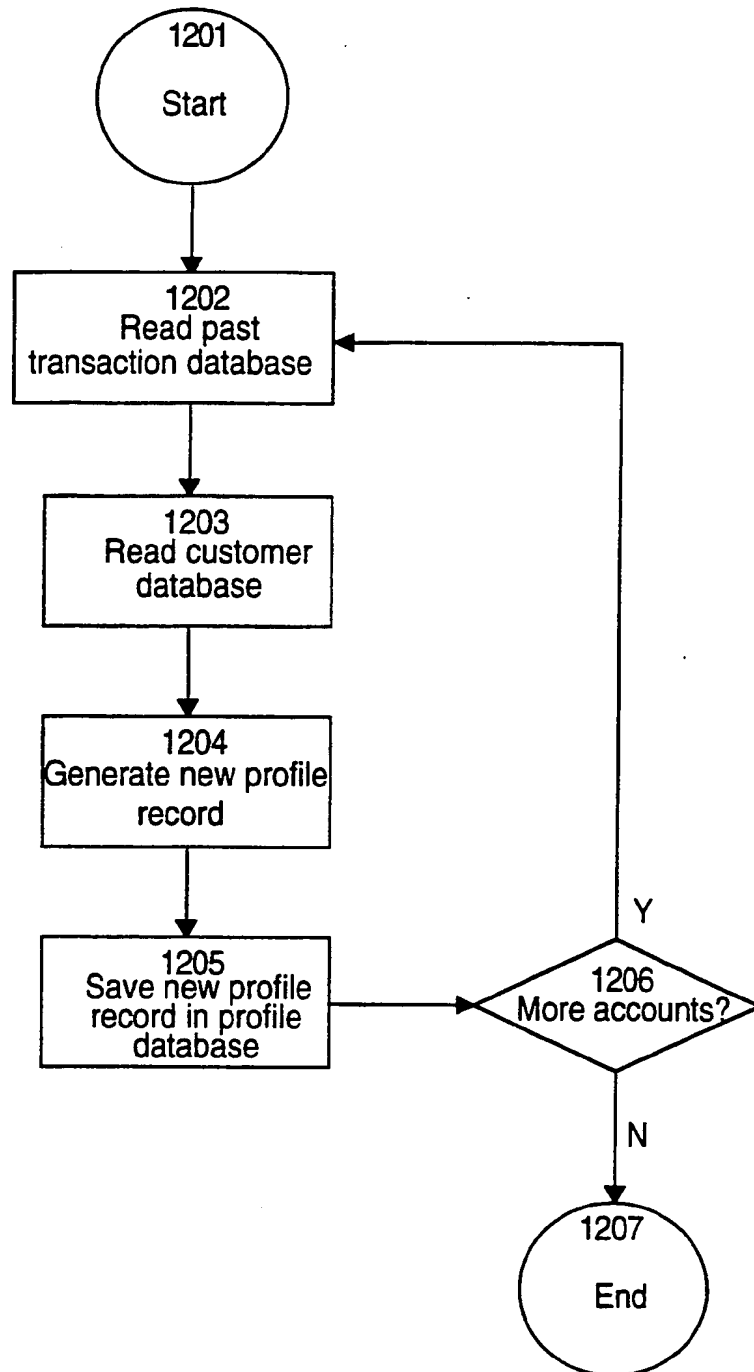 1201
Start
1202
Read past
transaction database
1203
Read customer
database
1204
Generate new profile
record
1205
Save new profile
record in profile
database
Y
1206
More accounts?
N
1207
End